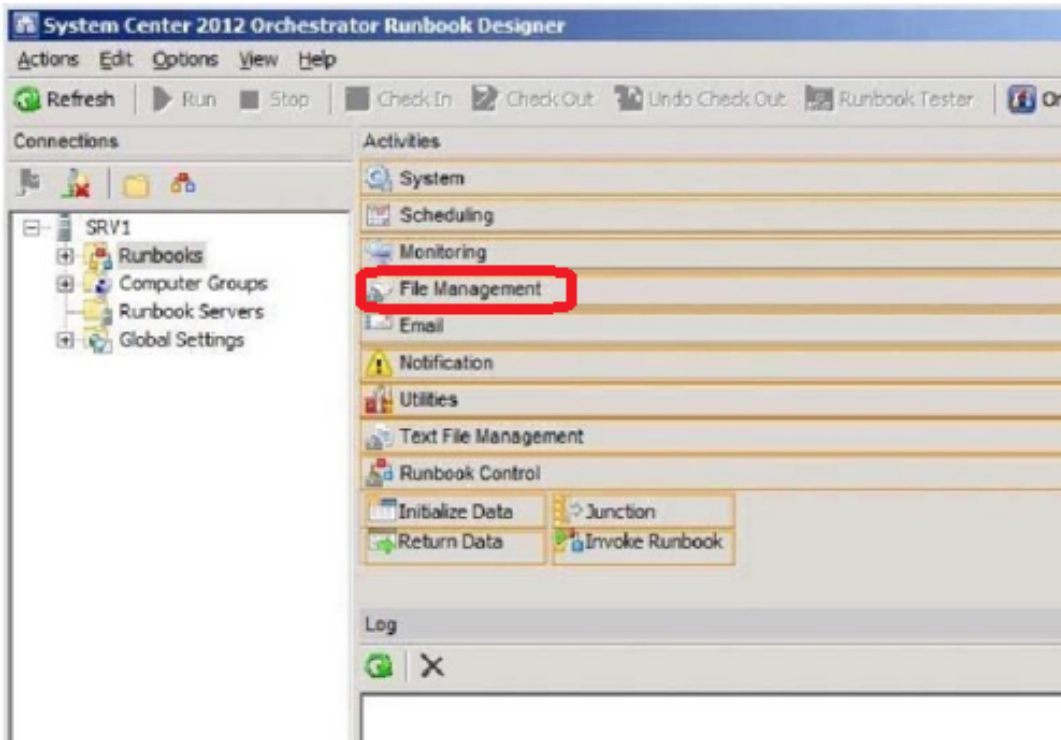 System Center 2012 Orchestrator Runbook Designer
Actions Edit Options View Help
Refresh Run Stop Check In Check Out Undo Check Out Runbook Tester Or
Connections
SRV1
Runbooks
Computer Groups
Runbook Servers
Global Settings
Activities
System
Scheduling
Monitoring
File Management
Email
Notification
Utilities
Text File Management
Runbook Control
Initialize Data Junction
Return Data Invoke Runbook
Log